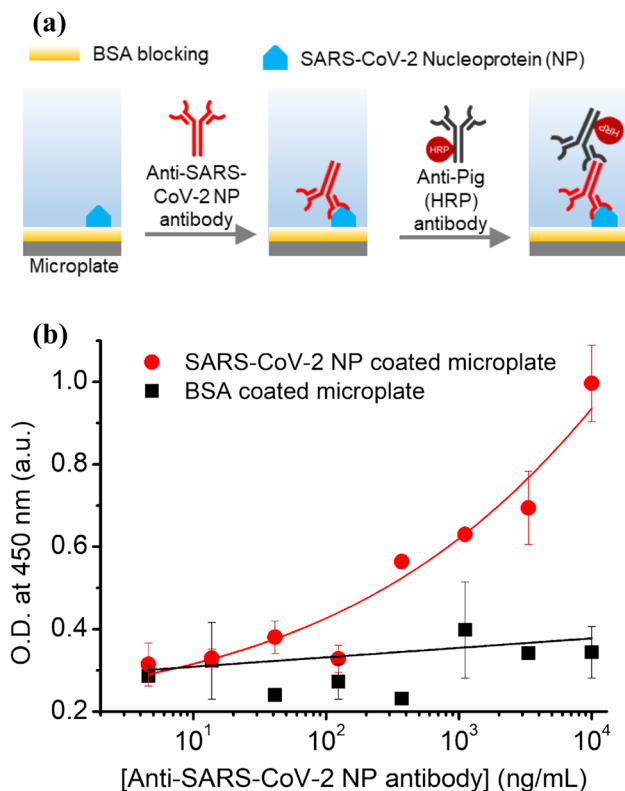 (a)
BSA blocking
SARS-CoV-2 Nucleoprotein (NP)
Anti-SARS-
CoV-2 NP
antibody
HRP
Anti-Pig
(HRP)
antibody
HRP
Microplate
(b)
SARS-CoV-2 NP coated microplate
BSA coated microplate
1.0
0.8
0.6
0.4
0.2
O.D. at 450 nm (a.u.)
10¹ 10² 10³ 10⁴
[Anti-SARS-CoV-2 NP antibody] (ng/mL)